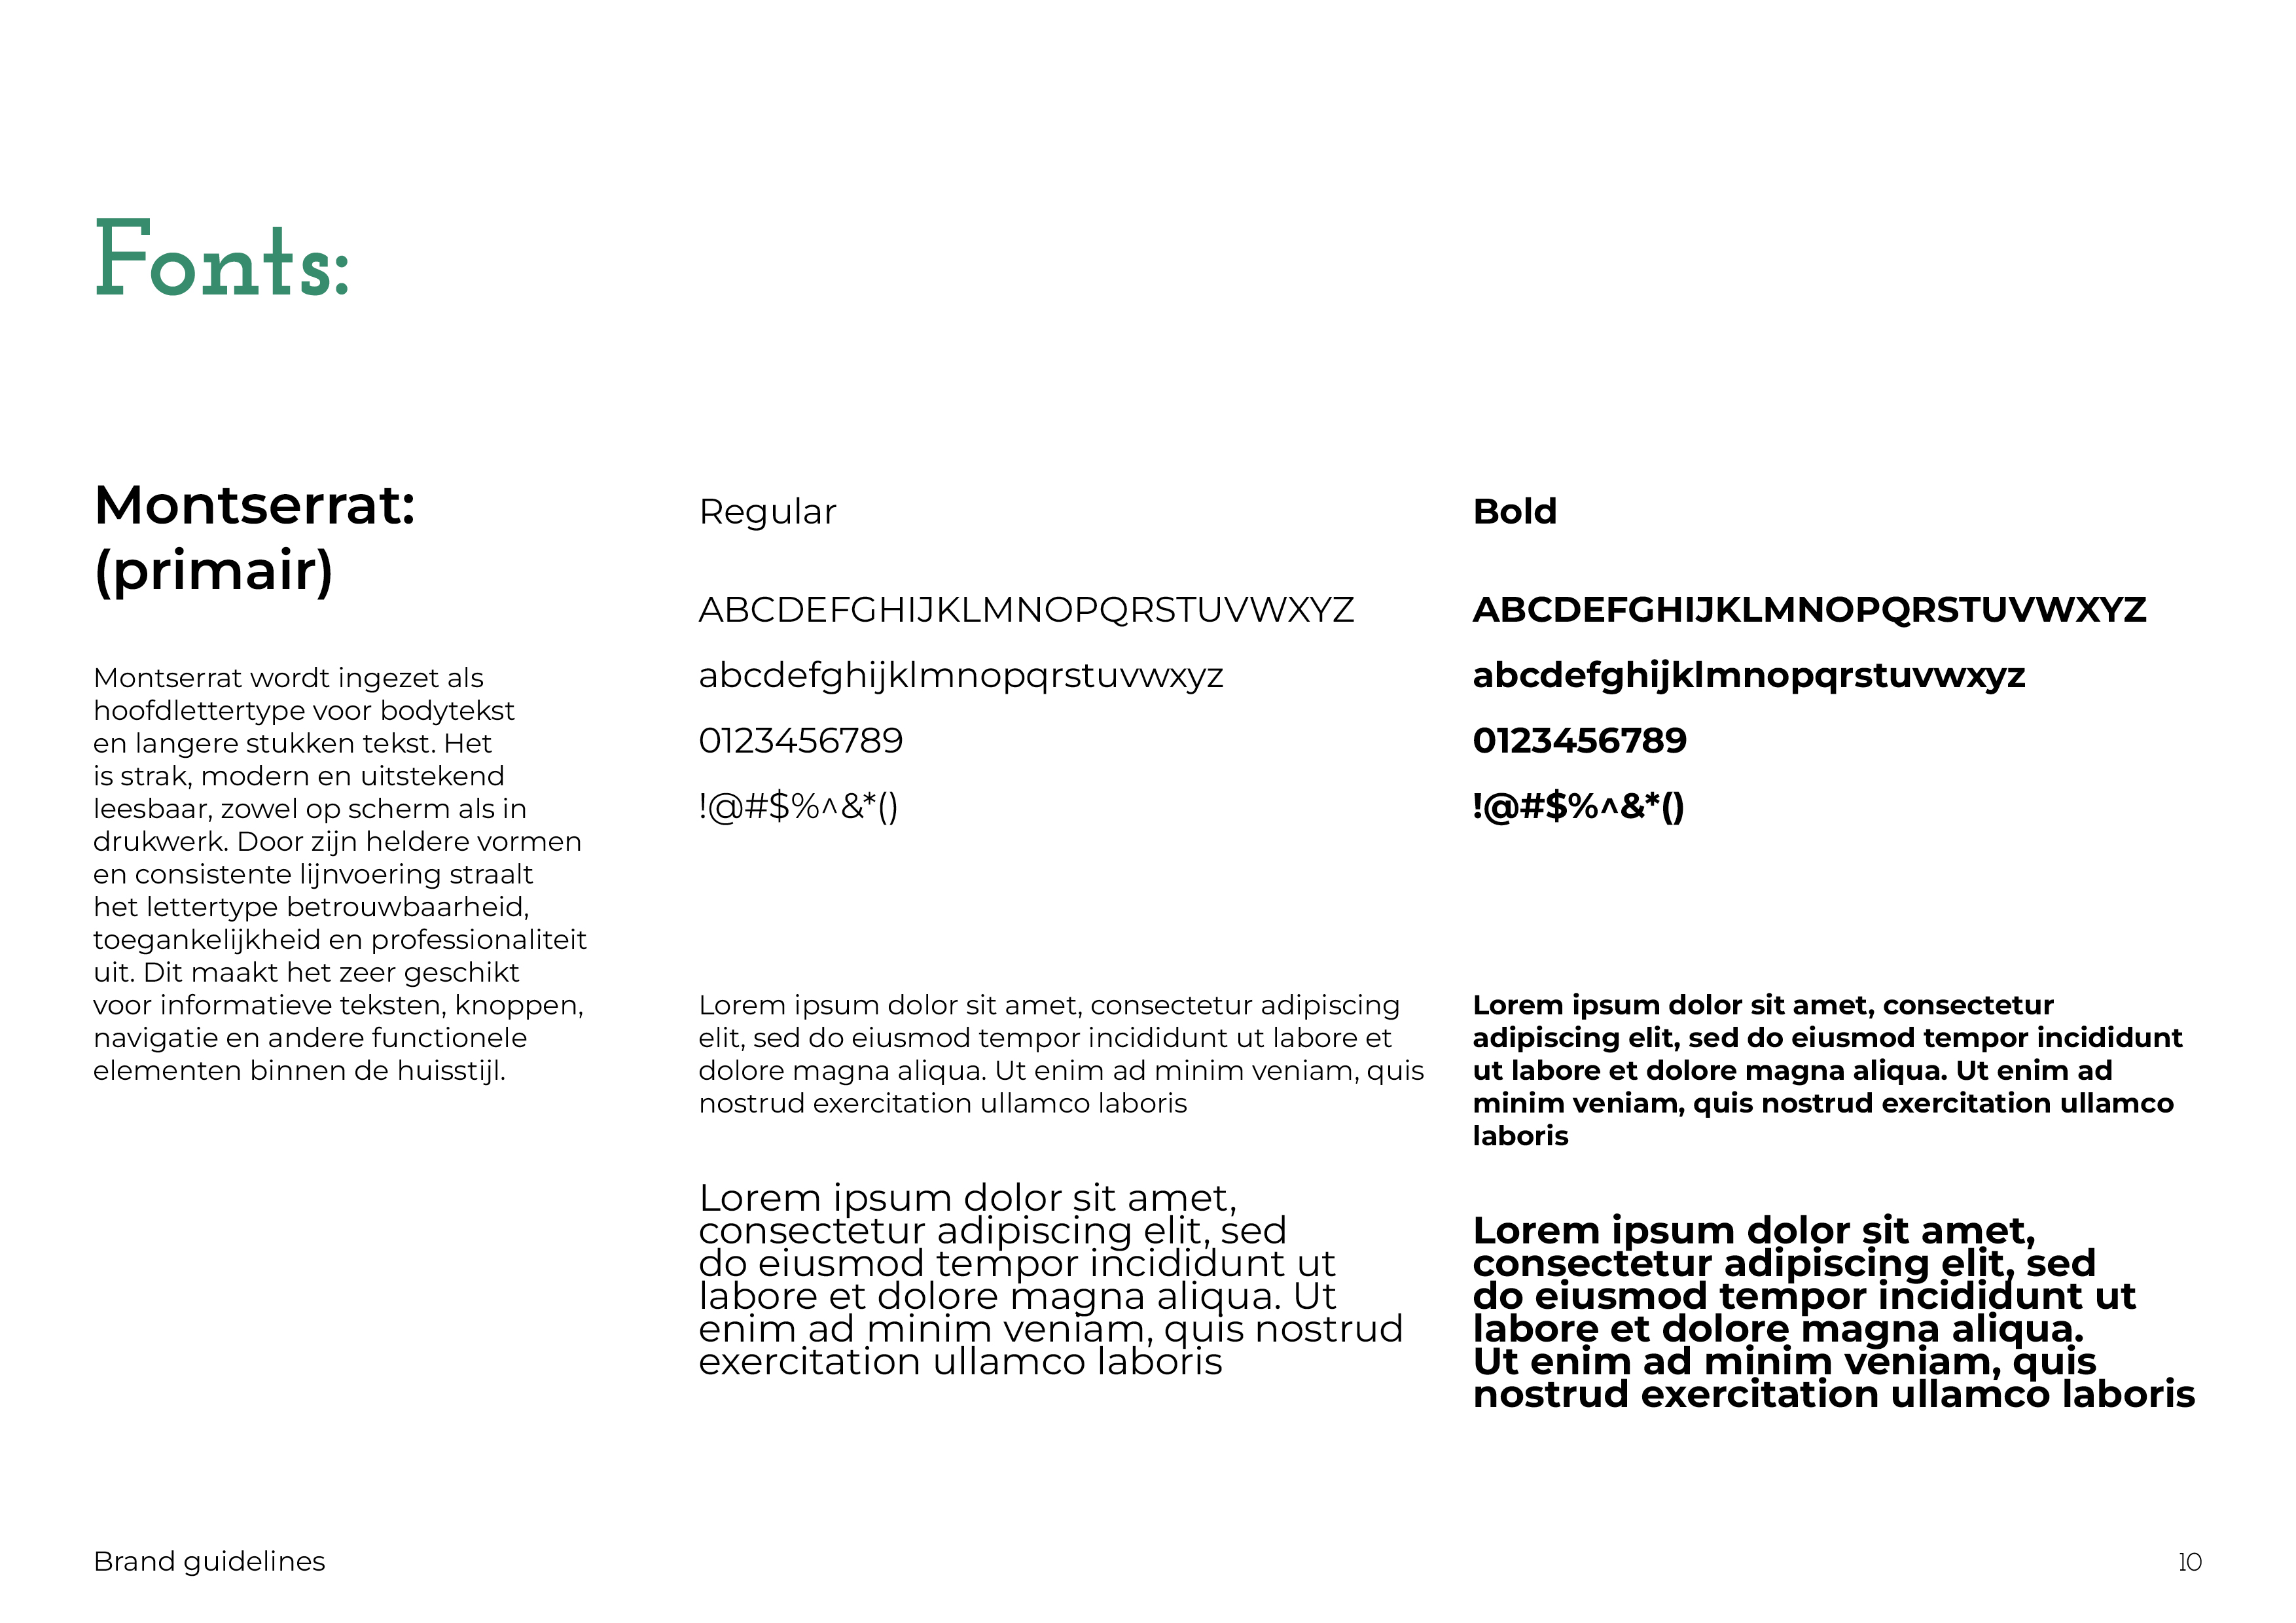 Fonts:
Montserrat:
(primair)
Montserrat wordt ingezet als
hoofdlettertype voor bodytekst
en langere stukken tekst. Het
is strak, modern en uitstekend
leesbaar, zowel op scherm als in
drukwerk. Door zijn heldere vormen
en consistente lijnvoering straalt
het lettertype betrouwbaarheid,
toegankelijkheid en professionaliteit
uit. Dit maakt het zeer geschikt
voor informatieve teksten, knoppen,
navigatie en andere functionele
elementen binnen de huisstijl.
Regular
ABCDEFGHIJKLMNOPQRSTUVWXYZ
abcdefghijklmnopqrstuvwxyz
0123456789
!@#$%^&*()
Lorem ipsum dolor sit amet, consectetur adipiscing
elit, sed do eiusmod tempor incididunt ut labore et
dolore magna aliqua. Ut enim ad minim veniam, quis
nostrud exercitation ullamco laboris
Lorem ipsum dolor sit amet,
consectetur adipiscing elit, sed
do eiusmod tempor incididunt ut
labore et dolore magna aliqua. Ut
enim ad minim veniam, quis nostrud
exercitation ullamco laboris
Bold
ABCDEFGHIJKLMNOPQRSTUVWXYZ
abcdefghijklmnopqrstuvwxyz
0123456789
!@#$%^&*()
Lorem ipsum dolor sit amet, consectetur
adipiscing elit, sed do eiusmod tempor incididunt
ut labore et dolore magna aliqua. Ut enim ad
minim veniam, quis nostrud exercitation ullamco
laboris
Lorem ipsum dolor sit amet,
consectetur adipiscing elit, sed
do eiusmod tempor incididunt ut
labore et dolore magna aliqua.
Ut enim ad minim veniam, quis
nostrud exercitation ullamco laboris
Brand guidelines
10